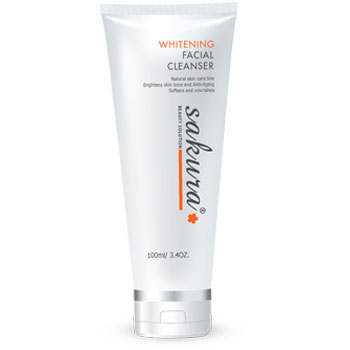 WHITENING
FACIAL
CLEANSER
Natural skin care line
Brightens skin tone and Anti-Aging
Softens and nourishes
sakura®
BEAUTY SOLUTION
100ml/ 3.4OZ.